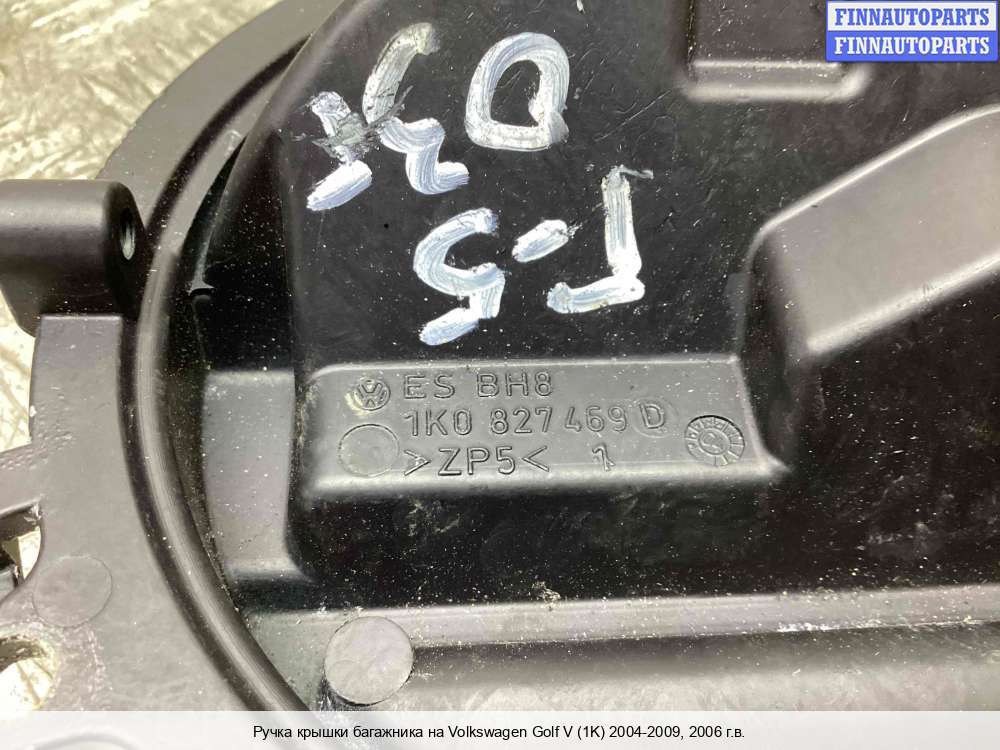 FINNAUTOPARTS
FINNAUTOPARTS
Г-5
ES BH8
1K0 827 469 D
>ZP5< 1
Ручка крышки багажника на Volkswagen Golf V (1K) 2004-2009, 2006 г.в.